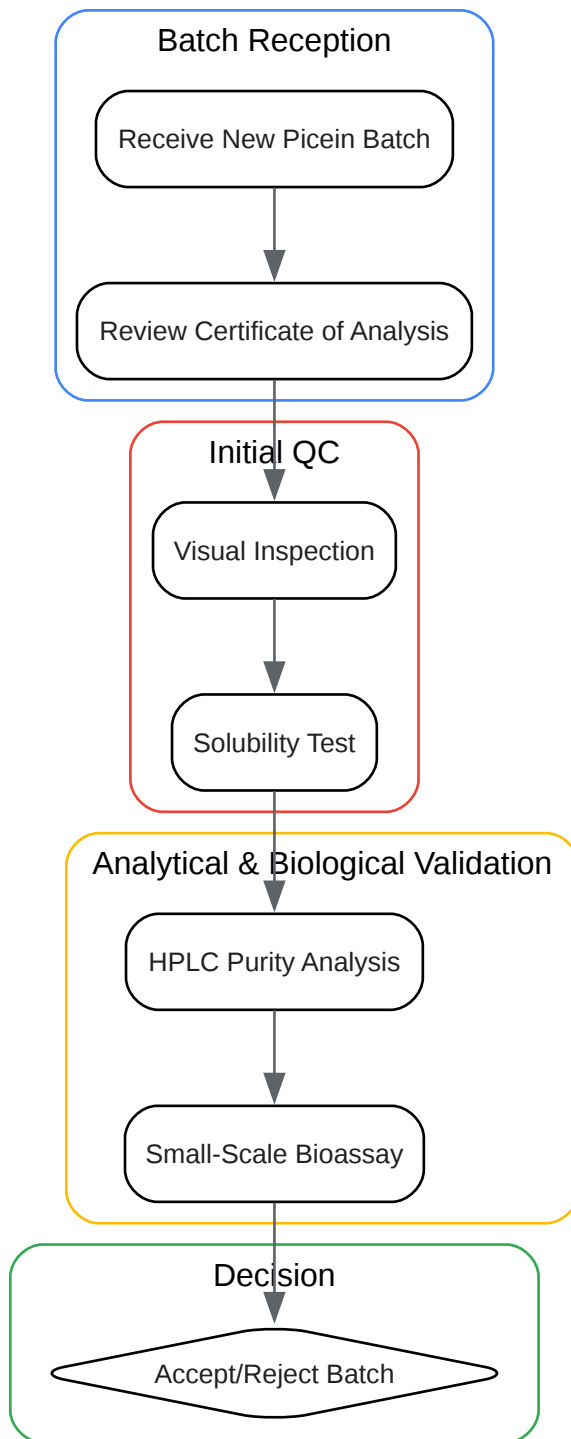 Batch Reception
Receive New Picein Batch
Review Certificate of Analysis
Initial QC
Visual Inspection
Solubility Test
Analytical & Biological Validation
HPLC Purity Analysis
Small-Scale Bioassay
Decision
Accept/Reject Batch